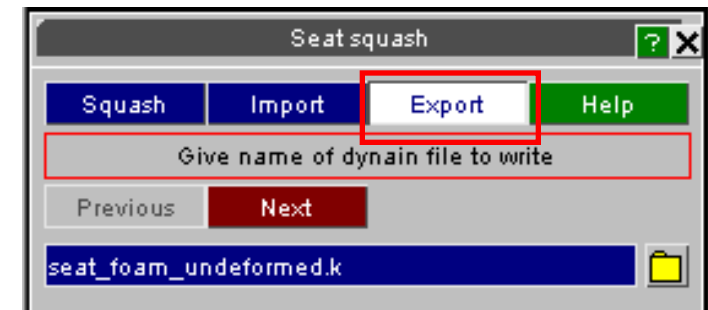 Seat squash ?
Squash Import Export Help
Give name of dynain file to write
Previous Next
seat_foam_undeformed.k